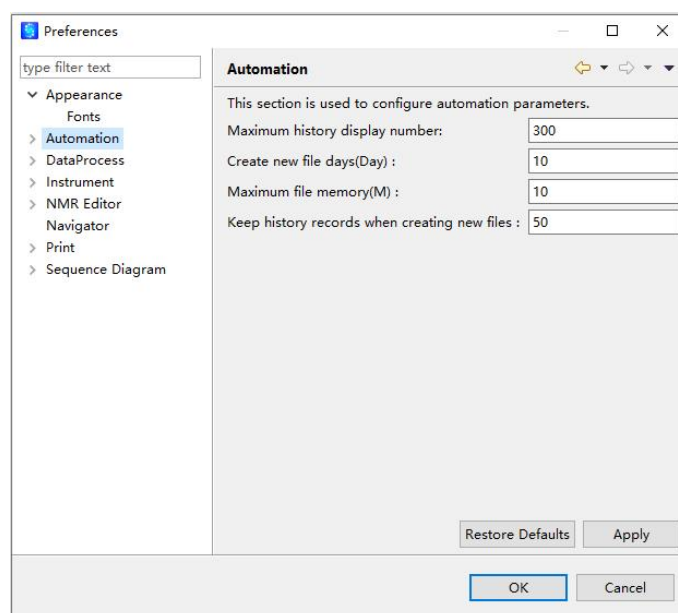 Preferences
type filter text
Appearance
Fonts
Automation
DataProcess
Instrument
NMR Editor
Navigator
Print
Sequence Diagram
Automation
This section is used to configure automation parameters.
Maximum history display number: 300
Create new file days(Day) : 10
Maximum file memory(M) : 10
Keep history records when creating new files : 50
Restore Defaults Apply
OK Cancel